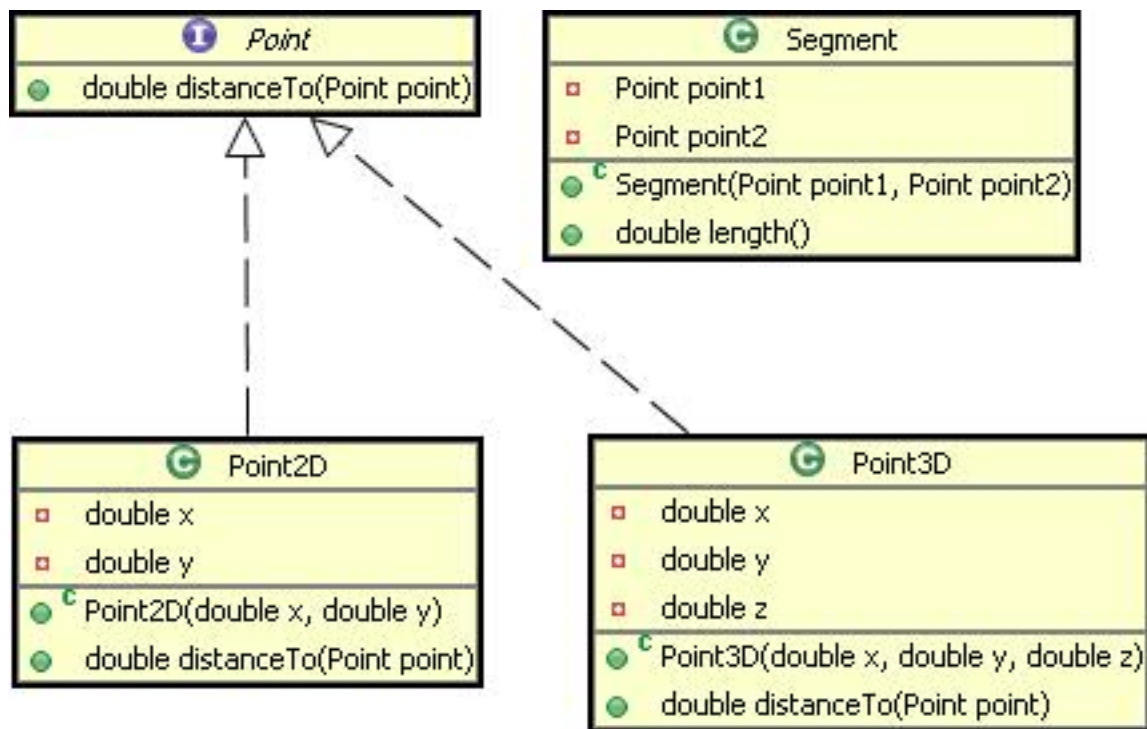 I Point
double distanceTo(Point point)
C Segment
Point point1
Point point2
C Segment(Point point1, Point point2)
double length()
C Point2D
double x
double y
C Point2D(double x, double y)
double distanceTo(Point point)
C Point3D
double x
double y
double z
C Point3D(double x, double y, double z)
double distanceTo(Point point)